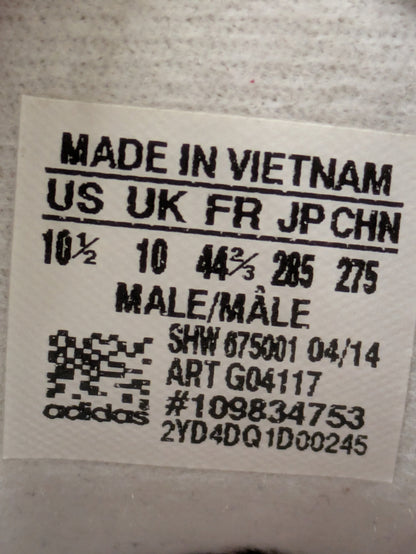 MADE IN VIETNAM
US UK FR JP CHN
10½ 10 44⅔ 285 275
MALE/MÂLE
SHW 675001 04/14
ART G04117
#109834753
adidas 2YD4DQ1D00245